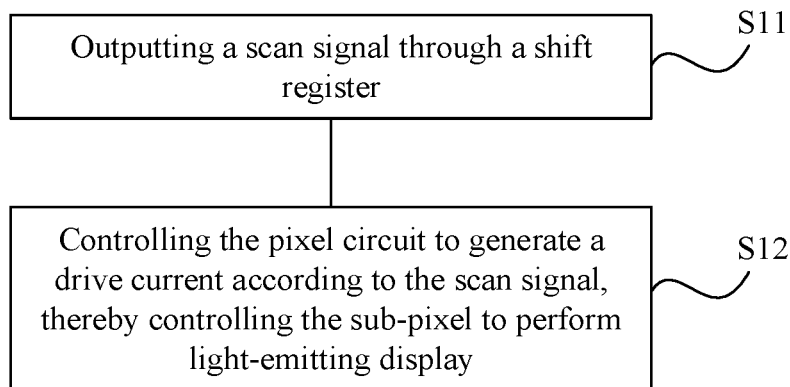 Outputting a scan signal through a shift
register
S11
Controlling the pixel circuit to generate a
drive current according to the scan signal,
thereby controlling the sub-pixel to perform
light-emitting display
S12